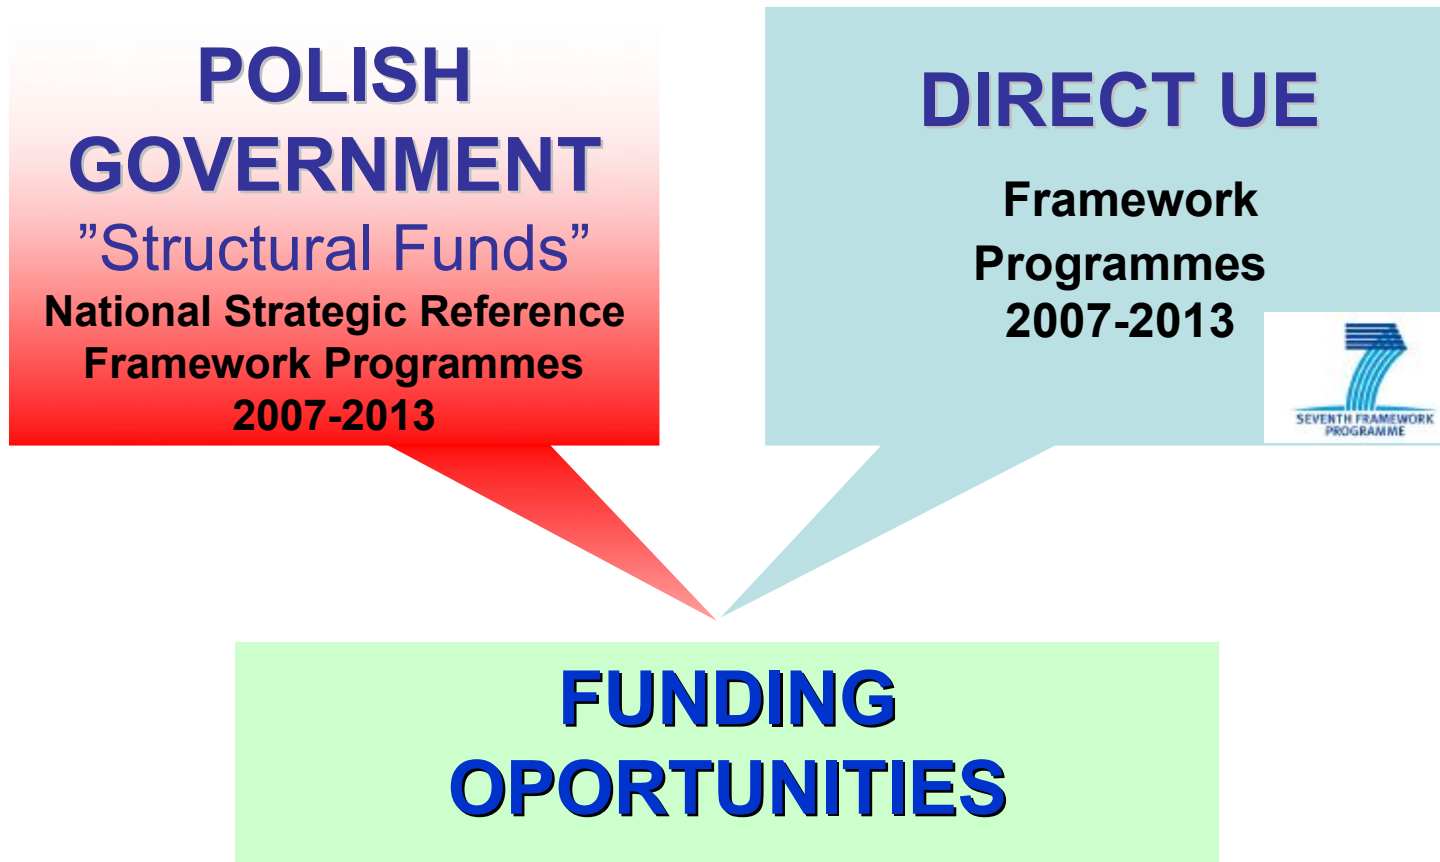 POLISH
GOVERNMENT
”Structural Funds”
National Strategic Reference
Framework Programmes
2007-2013
DIRECT UE
Framework
Programmes
2007-2013
SEVENTH FRAMEWORK
PROGRAMME
FUNDING
OPORTUNITIES